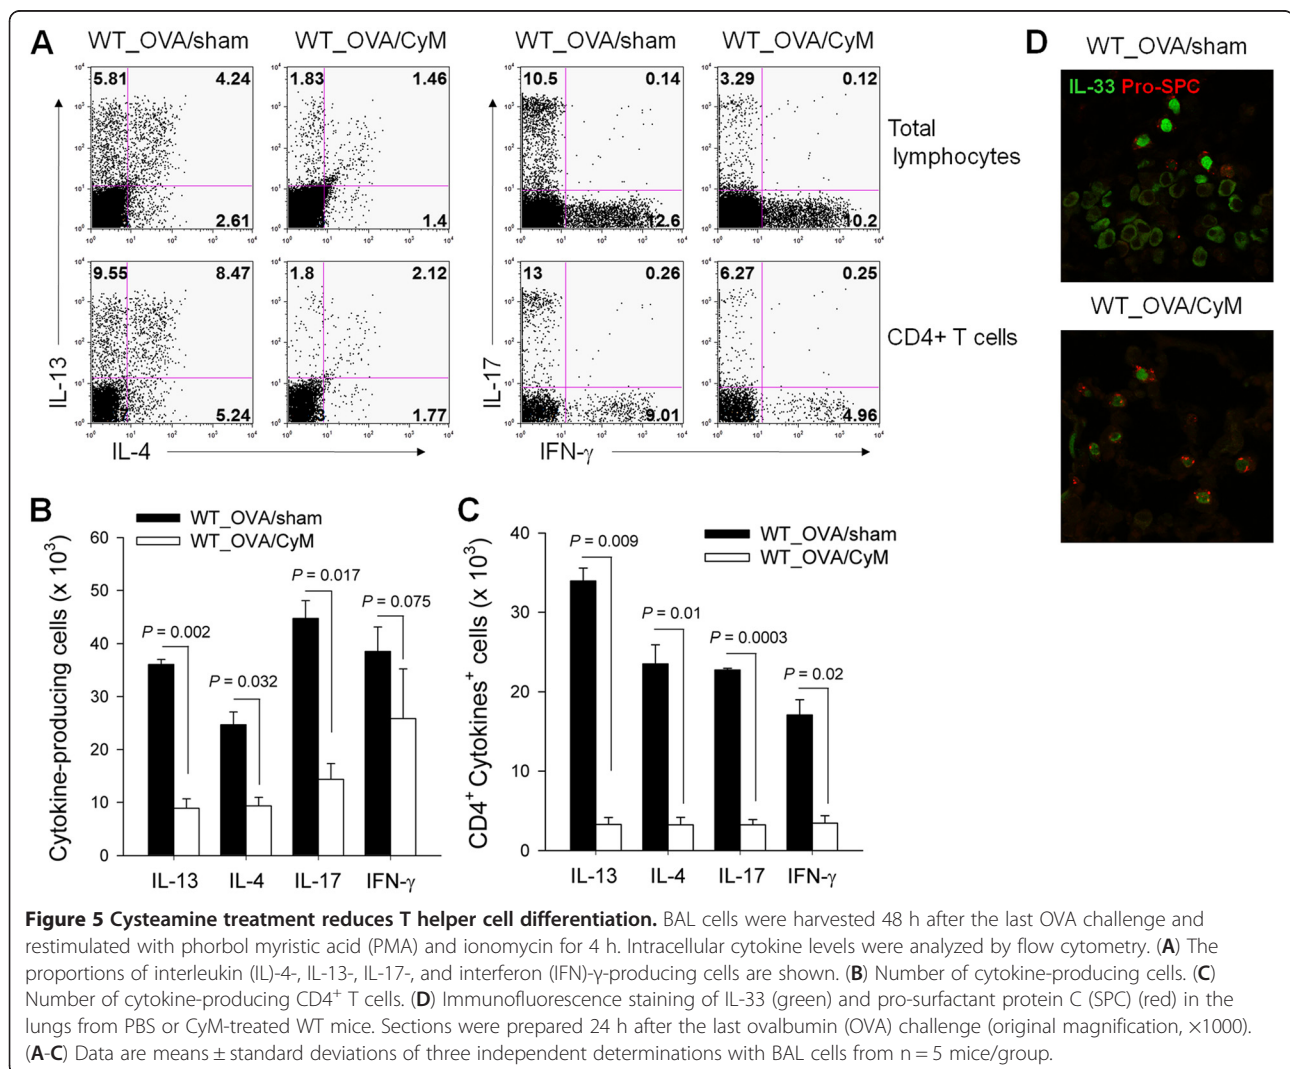 A
WT_OVA/sham
WT_OVA/CyM
WT_OVA/sham
WT_OVA/CyM
5.81 4.24
2.61
1.83 1.46
1.4
10.5 0.14
12.6
3.29 0.12
10.2
Total
lymphocytes
9.55 8.47
5.24
1.8 2.12
1.77
13 0.26
9.01
6.27 0.25
4.96
CD4+ T cells
10⁰ 10¹ 10² 10³ 10⁴
IL-13
IL-4
IL-17
IFN-γ
D
WT_OVA/sham
IL-33 Pro-SPC
WT_OVA/CyM
B
WT_OVA/sham
WT_OVA/CyM
Cytokine-producing cells (x 10³)
60
50
40
30
20
10
0
P = 0.002
P = 0.032
P = 0.017
P = 0.075
IL-13 IL-4 IL-17 IFN-γ
C
WT_OVA/sham
WT_OVA/CyM
CD4⁺ Cytokines⁺ cells (x 10³)
40
30
20
10
0
P = 0.009
P = 0.01
P = 0.0003
P = 0.02
IL-13 IL-4 IL-17 IFN-γ
Figure 5 Cysteamine treatment reduces T helper cell differentiation. BAL cells were harvested 48 h after the last OVA challenge and
restimulated with phorbol myristic acid (PMA) and ionomycin for 4 h. Intracellular cytokine levels were analyzed by flow cytometry. (A) The
proportions of interleukin (IL)-4-, IL-13-, IL-17-, and interferon (IFN)-γ-producing cells are shown. (B) Number of cytokine-producing cells. (C)
Number of cytokine-producing CD4⁺ T cells. (D) Immunofluorescence staining of IL-33 (green) and pro-surfactant protein C (SPC) (red) in the
lungs from PBS or CyM-treated WT mice. Sections were prepared 24 h after the last ovalbumin (OVA) challenge (original magnification, ×1000).
(A-C) Data are means ± standard deviations of three independent determinations with BAL cells from n = 5 mice/group.